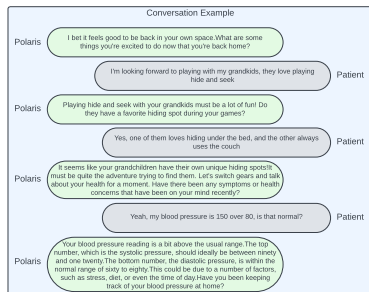 Conversation Example
Polaris
I bet it feels good to be back in your own space.What are some
things you're excited to do now that you're back home?
I'm looking forward to playing with my grandkids, they love playing
hide and seek
Patient
Polaris
Playing hide and seek with your grandkids must be a lot of fun! Do
they have a favorite hiding spot during your games?
Yes, one of them loves hiding under the bed, and the other always
uses the couch
Patient
Polaris
It seems like your grandchildren have their own unique hiding spots!It
must be quite the adventure trying to find them. Let's switch gears and talk
about your health for a moment. Have there been any symptoms or health
concerns that have been on your mind recently?
Yeah, my blood pressure is 150 over 80, is that normal?
Patient
Polaris
Your blood pressure reading is a bit above the usual range.The top
number, which is the systolic pressure, should ideally be between ninety
and one twenty.The bottom number, the diastolic pressure, is within the
normal range of sixty to eighty.This could be due to a number of factors,
such as stress, diet, or even the time of day.Have you been keeping
track of your blood pressure at home?